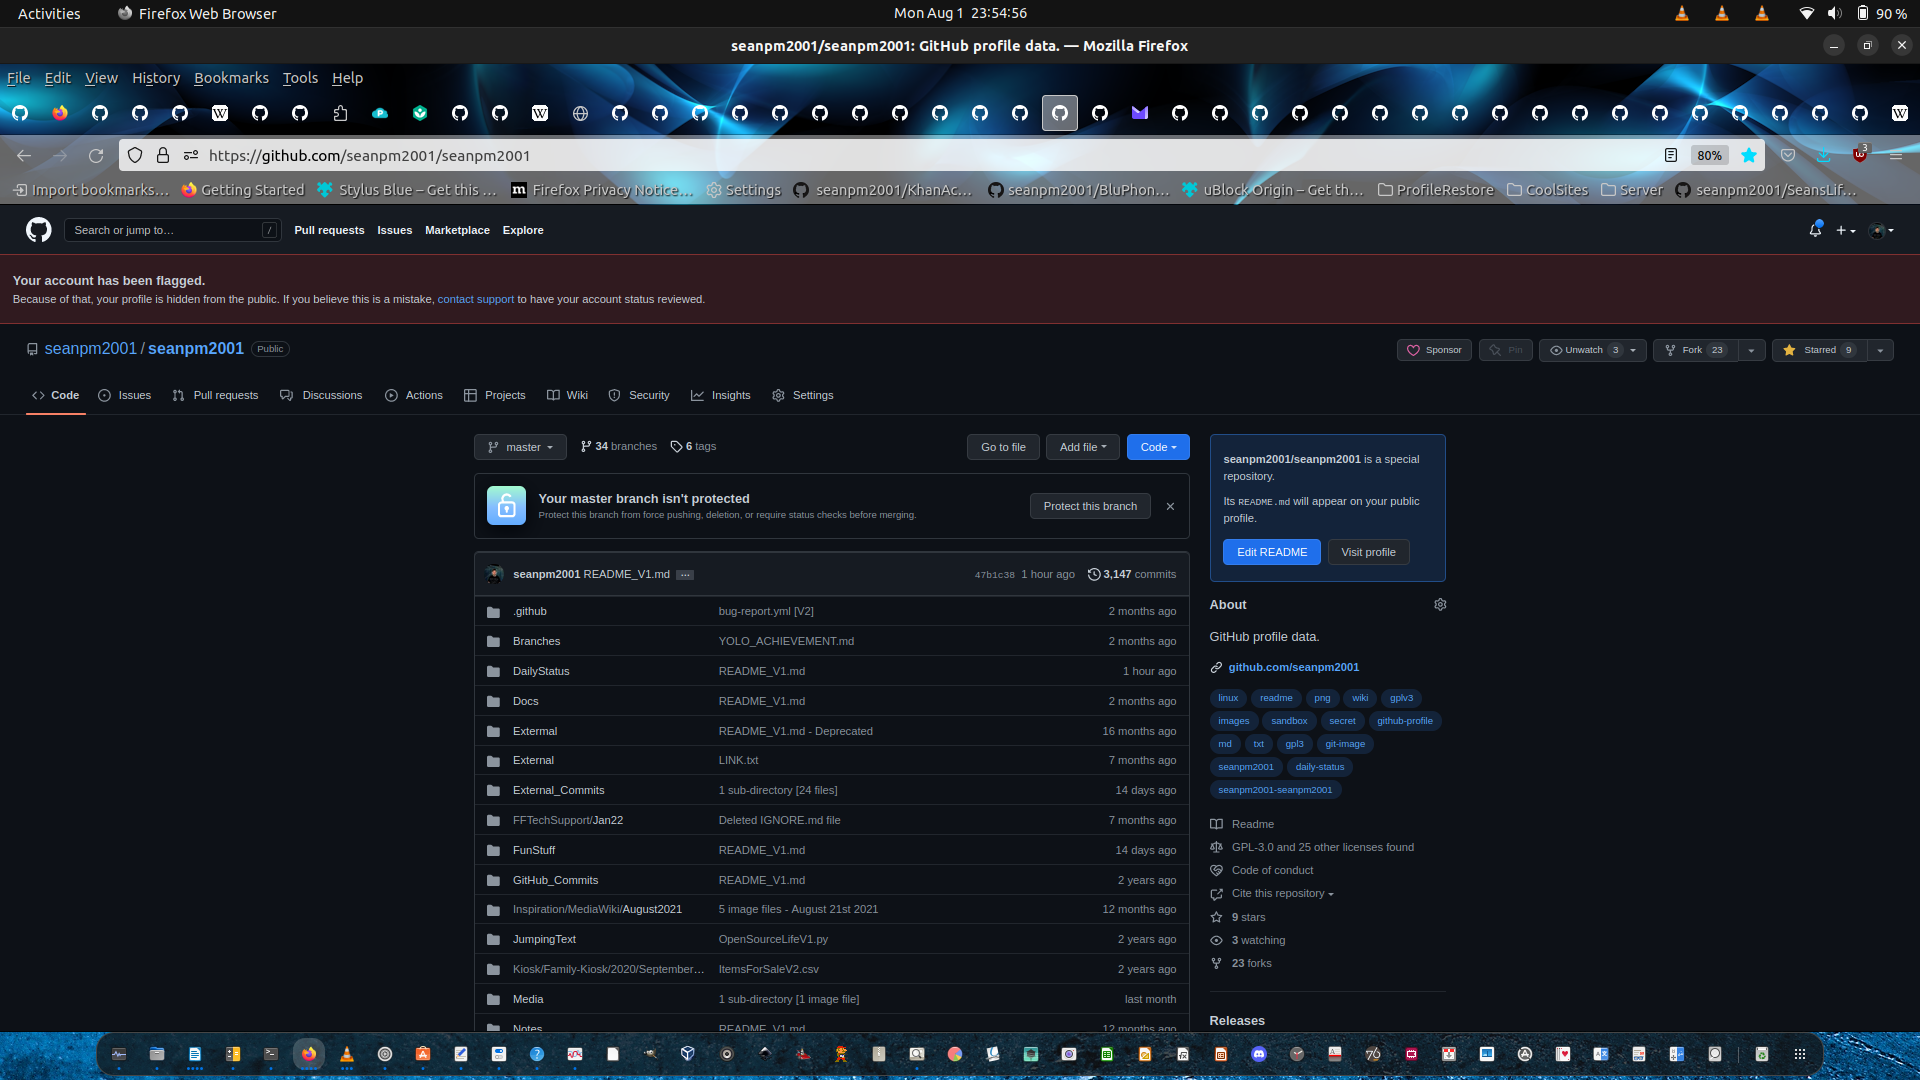 Activities
Firefox Web Browser
Mon Aug 1 23:54:56
90 %
seanpm2001/seanpm2001: GitHub profile data. — Mozilla Firefox
File Edit View History Bookmarks Tools Help
https://github.com/seanpm2001/seanpm2001
80%
3
Import bookmarks… Getting Started Stylus Blue – Get this … Firefox Privacy Notice… Settings seanpm2001/KhanAc… seanpm2001/BluPhon… uBlock Origin – Get th… ProfileRestore CoolSites Server seanpm2001/SeansLif…
Search or jump to… /
Pull requests Issues Marketplace Explore
Your account has been flagged.
Because of that, your profile is hidden from the public. If you believe this is a mistake, contact support to have your account status reviewed.
seanpm2001 / seanpm2001 Public
Sponsor Pin Unwatch 3 Fork 23 Starred 9
Code Issues Pull requests Discussions Actions Projects Wiki Security Insights Settings
master 34 branches 6 tags
Go to file Add file Code
Your master branch isn't protected
Protect this branch from force pushing, deletion, or require status checks before merging.
Protect this branch
seanpm2001 README_V1.md … 47b1c38 1 hour ago 3,147 commits
.github bug-report.yml [V2] 2 months ago
Branches YOLO_ACHIEVEMENT.md 2 months ago
DailyStatus README_V1.md 1 hour ago
Docs README_V1.md 2 months ago
Extermal README_V1.md - Deprecated 16 months ago
External LINK.txt 7 months ago
External_Commits 1 sub-directory [24 files] 14 days ago
FFTechSupport/Jan22 Deleted IGNORE.md file 7 months ago
FunStuff README_V1.md 14 days ago
GitHub_Commits README_V1.md 2 years ago
Inspiration/MediaWiki/August2021 5 image files - August 21st 2021 12 months ago
JumpingText OpenSourceLifeV1.py 2 years ago
Kiosk/Family-Kiosk/2020/September… ItemsForSaleV2.csv 2 years ago
Media 1 sub-directory [1 image file] last month
Notes README_V1.md 12 months ago
seanpm2001/seanpm2001 is a special
repository.
Its README.md will appear on your public
profile.
Edit README Visit profile
About
GitHub profile data.
github.com/seanpm2001
linux readme png wiki gplv3
images sandbox secret github-profile
md txt gpl3 git-image
seanpm2001 daily-status
seanpm2001-seanpm2001
Readme
GPL-3.0 and 25 other licenses found
Code of conduct
Cite this repository
9 stars
3 watching
23 forks
Releases